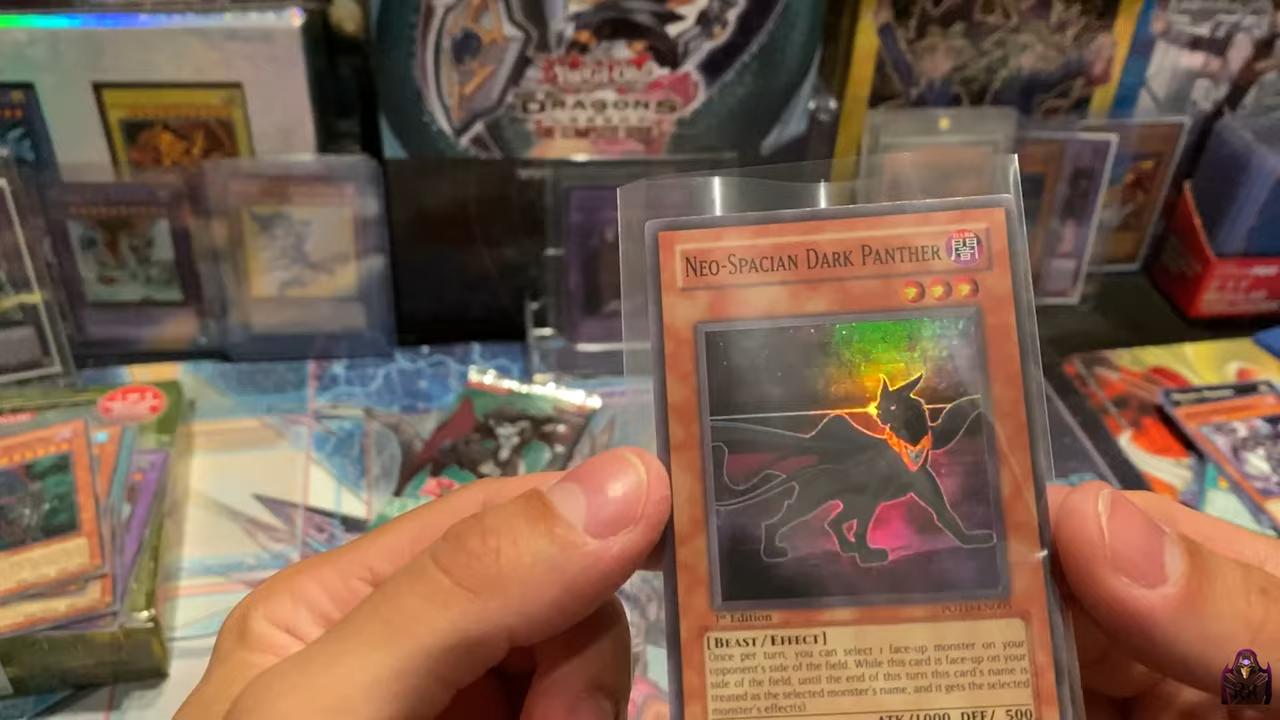 DRAGONS
NEO-SPACIAN DARK PANTHER
DARK
闇
1st Edition
POTD-EN005
[BEAST/EFFECT]
Once per turn, you can select 1 face-up monster on your
opponent's side of the field. While this card is face-up on your
side of the field, until the end of this turn this card's name is
treated as the selected monster's name, and it gets the selected
monster's effect(s)
ATK/1000 DEF/ 500